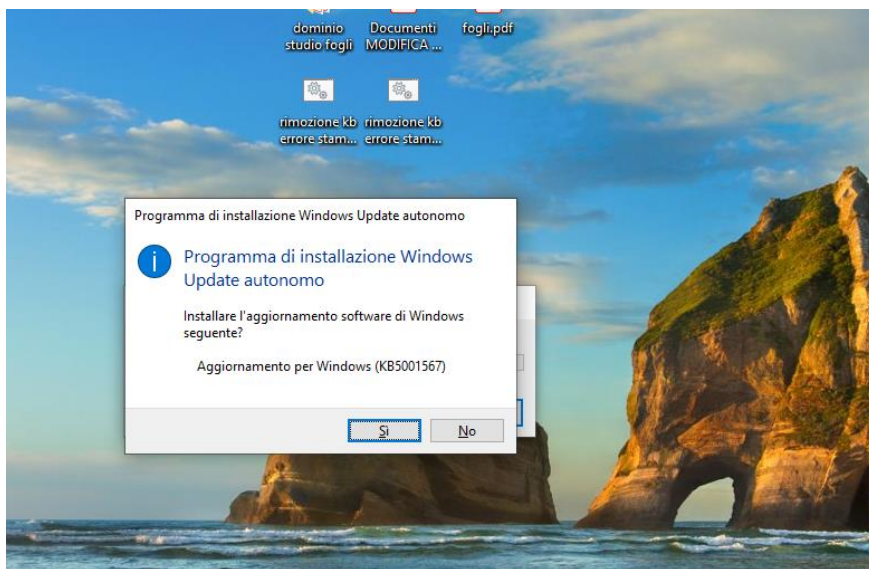 dominio Documenti fogli.pdf
studio fogli MODIFICA ...
rimozione kb rimozione kb
errore stam... errore stam...
Programma di installazione Windows Update autonomo
Programma di installazione Windows
Update autonomo
Installare l'aggiornamento software di Windows
seguente?
Aggiornamento per Windows (KB5001567)
Sì No